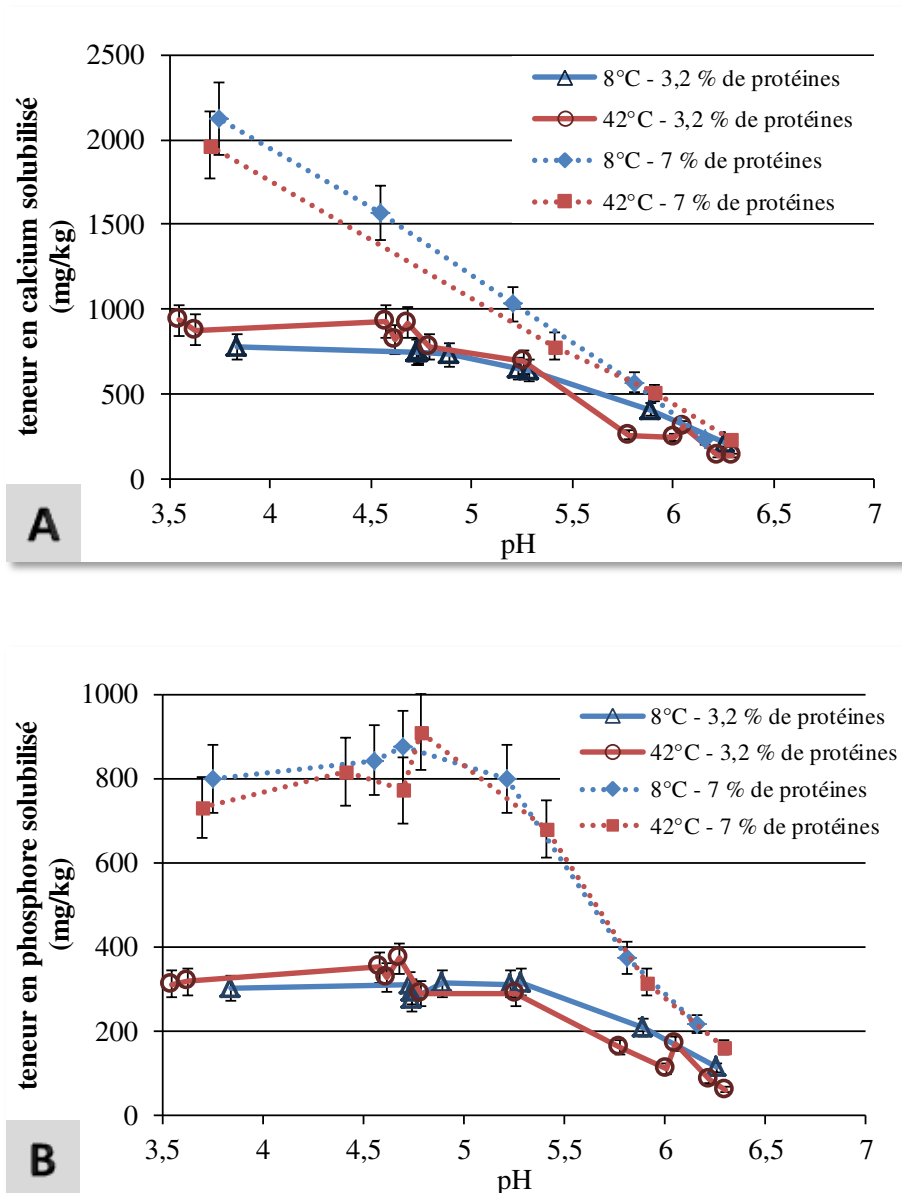 teneur en calcium solubilisé
(mg/kg)
2500
2000
1500
1000
500
0
8°C - 3,2 % de protéines
42°C - 3,2 % de protéines
8°C - 7 % de protéines
42°C - 7 % de protéines
3,5 4 4,5 5 5,5 6 6,5 7
pH
A
teneur en phosphore solubilisé
(mg/kg)
1000
800
600
400
200
0
8°C - 3,2 % de protéines
42°C - 3,2 % de protéines
8°C - 7 % de protéines
42°C - 7 % de protéines
3,5 4 4,5 5 5,5 6 6,5 7
pH
B